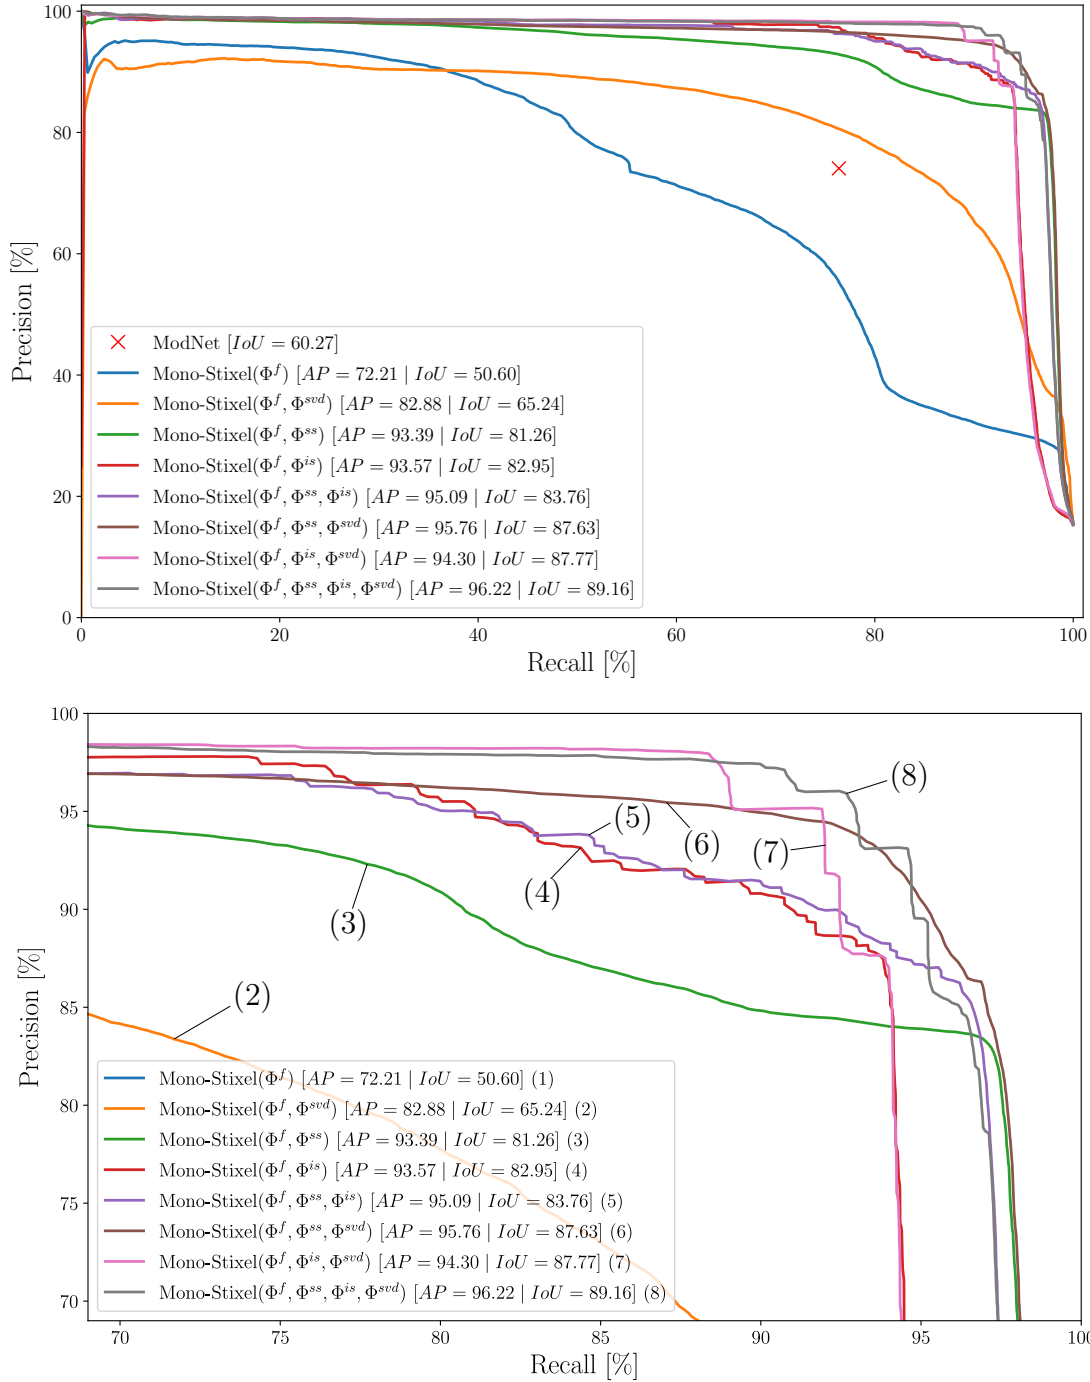 100
80
60
40
20
0
Precision [%]
ModNet [IoU = 60.27]
Mono-Stixel(Φ^f) [AP = 72.21 | IoU = 50.60]
Mono-Stixel(Φ^f, Φ^svd) [AP = 82.88 | IoU = 65.24]
Mono-Stixel(Φ^f, Φ^ss) [AP = 93.39 | IoU = 81.26]
Mono-Stixel(Φ^f, Φ^is) [AP = 93.57 | IoU = 82.95]
Mono-Stixel(Φ^f, Φ^ss, Φ^is) [AP = 95.09 | IoU = 83.76]
Mono-Stixel(Φ^f, Φ^ss, Φ^svd) [AP = 95.76 | IoU = 87.63]
Mono-Stixel(Φ^f, Φ^is, Φ^svd) [AP = 94.30 | IoU = 87.77]
Mono-Stixel(Φ^f, Φ^ss, Φ^is, Φ^svd) [AP = 96.22 | IoU = 89.16]
0 20 40 60 80 100
Recall [%]
100
95
90
85
80
75
70
Precision [%]
(8)
(5)
(6)
(7)
(4)
(3)
(2)
Mono-Stixel(Φ^f) [AP = 72.21 | IoU = 50.60] (1)
Mono-Stixel(Φ^f, Φ^svd) [AP = 82.88 | IoU = 65.24] (2)
Mono-Stixel(Φ^f, Φ^ss) [AP = 93.39 | IoU = 81.26] (3)
Mono-Stixel(Φ^f, Φ^is) [AP = 93.57 | IoU = 82.95] (4)
Mono-Stixel(Φ^f, Φ^ss, Φ^is) [AP = 95.09 | IoU = 83.76] (5)
Mono-Stixel(Φ^f, Φ^ss, Φ^svd) [AP = 95.76 | IoU = 87.63] (6)
Mono-Stixel(Φ^f, Φ^is, Φ^svd) [AP = 94.30 | IoU = 87.77] (7)
Mono-Stixel(Φ^f, Φ^ss, Φ^is, Φ^svd) [AP = 96.22 | IoU = 89.16] (8)
70 75 80 85 90 95 100
Recall [%]